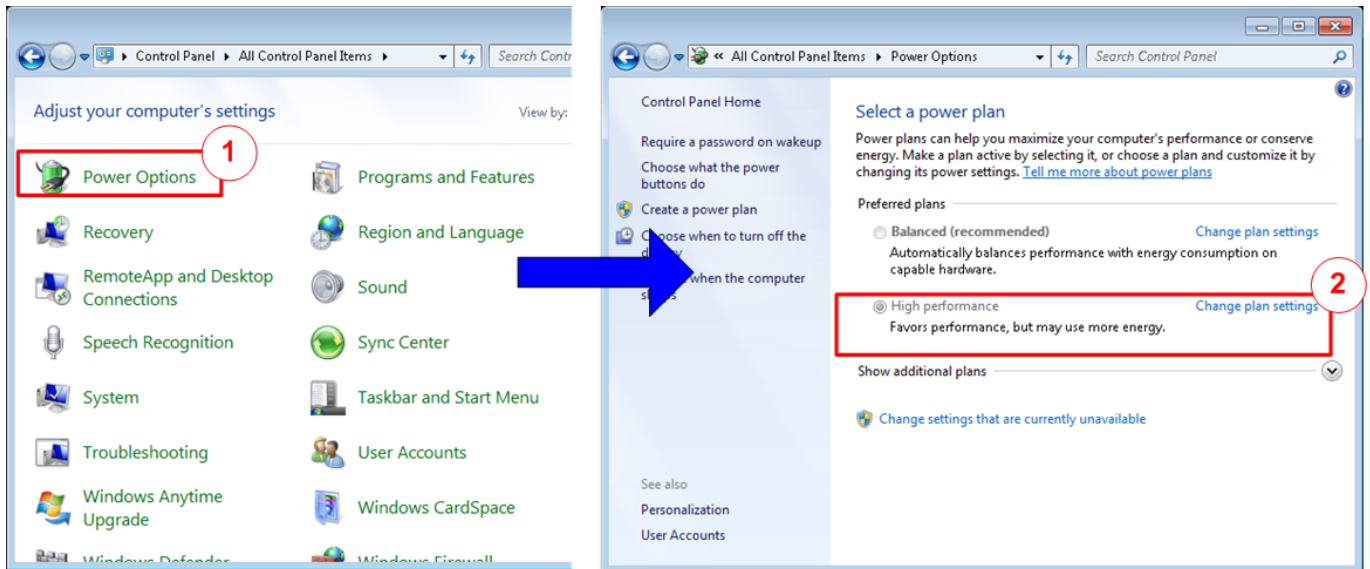 Control Panel ▸ All Control Panel Items ▸
Search Contr
Adjust your computer's settings
View by:
1
Power Options
Programs and Features
Recovery
Region and Language
RemoteApp and Desktop
Connections
Sound
Speech Recognition
Sync Center
System
Taskbar and Start Menu
Troubleshooting
User Accounts
Windows Anytime
Upgrade
Windows CardSpace
Windows Defender
Windows Firewall
« All Control Panel Items ▸ Power Options
Search Control Panel
Control Panel Home
Require a password on wakeup
Choose what the power
buttons do
Create a power plan
Choose when to turn off the
when the computer
See also
Personalization
User Accounts
Select a power plan
Power plans can help you maximize your computer's performance or conserve
energy. Make a plan active by selecting it, or choose a plan and customize it by
changing its power settings. Tell me more about power plans
Preferred plans
Balanced (recommended)
Change plan settings
Automatically balances performance with energy consumption on
capable hardware.
2
High performance
Change plan settings
Favors performance, but may use more energy.
Show additional plans
Change settings that are currently unavailable